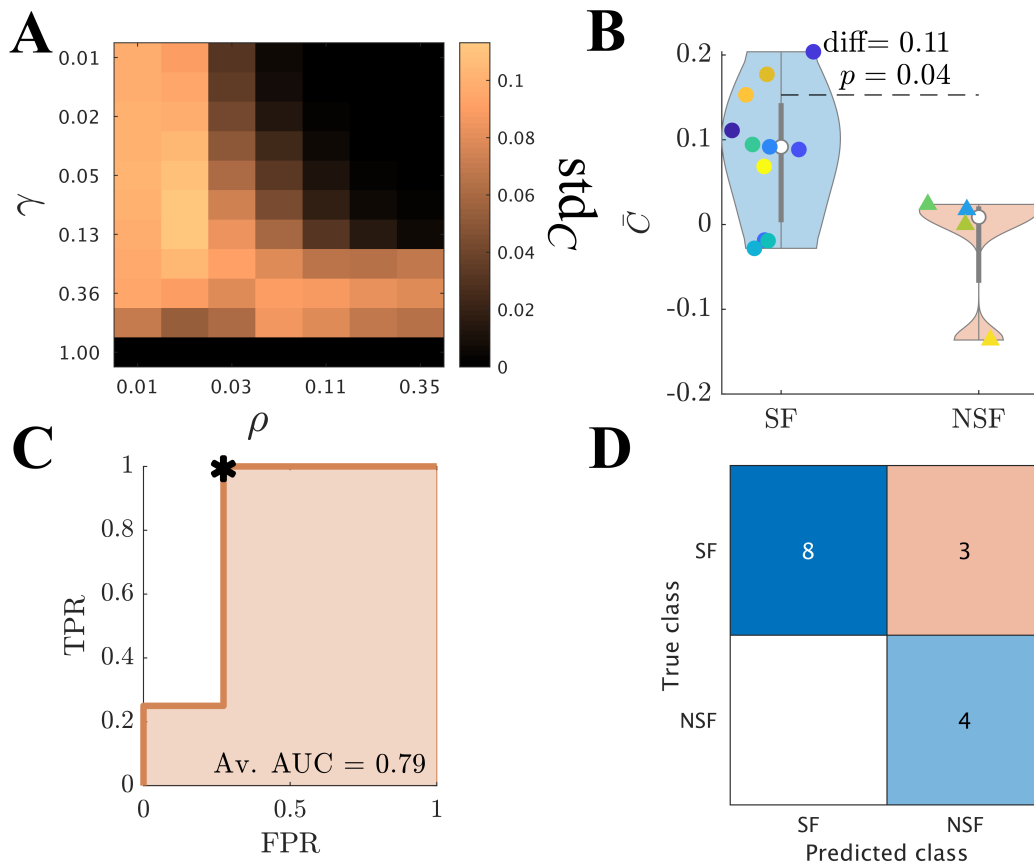 A
γ
0.01
0.02
0.05
0.13
0.36
1.00
0.01
0.03
0.11
0.35
ρ
0.1
0.08
0.06
0.04
0.02
0
std_C
B
C̄
0.2
0.1
0
-0.1
-0.2
diff= 0.11
p = 0.04
SF
NSF
C
TPR
1
0.8
0.6
0.4
0.2
0
Av. AUC = 0.79
0
0.5
1
FPR
D
True class
SF
8
3
NSF
4
SF
NSF
Predicted class